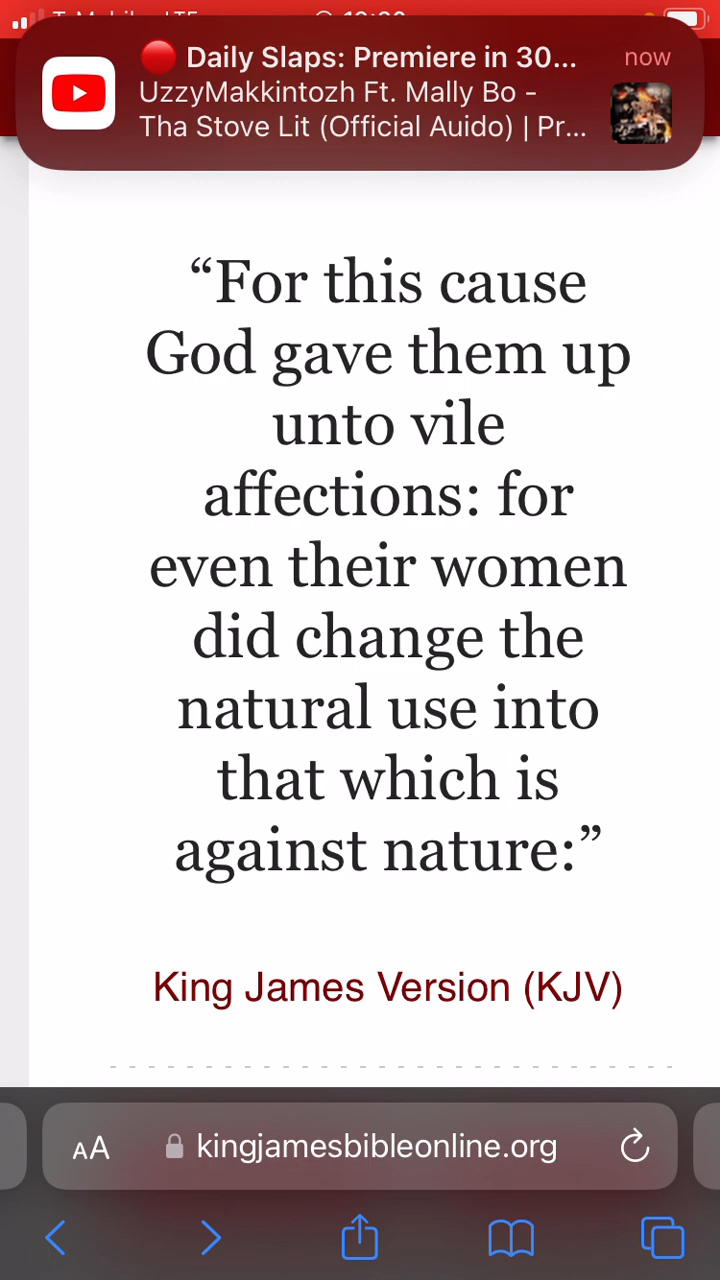 🔴 Daily Slaps: Premiere in 30... now
UzzyMakkintozh Ft. Mally Bo -
Tha Stove Lit (Official Auido) | Pr...
“For this cause
God gave them up
unto vile
affections: for
even their women
did change the
natural use into
that which is
against nature:”
King James Version (KJV)
AA kingjamesbibleonline.org